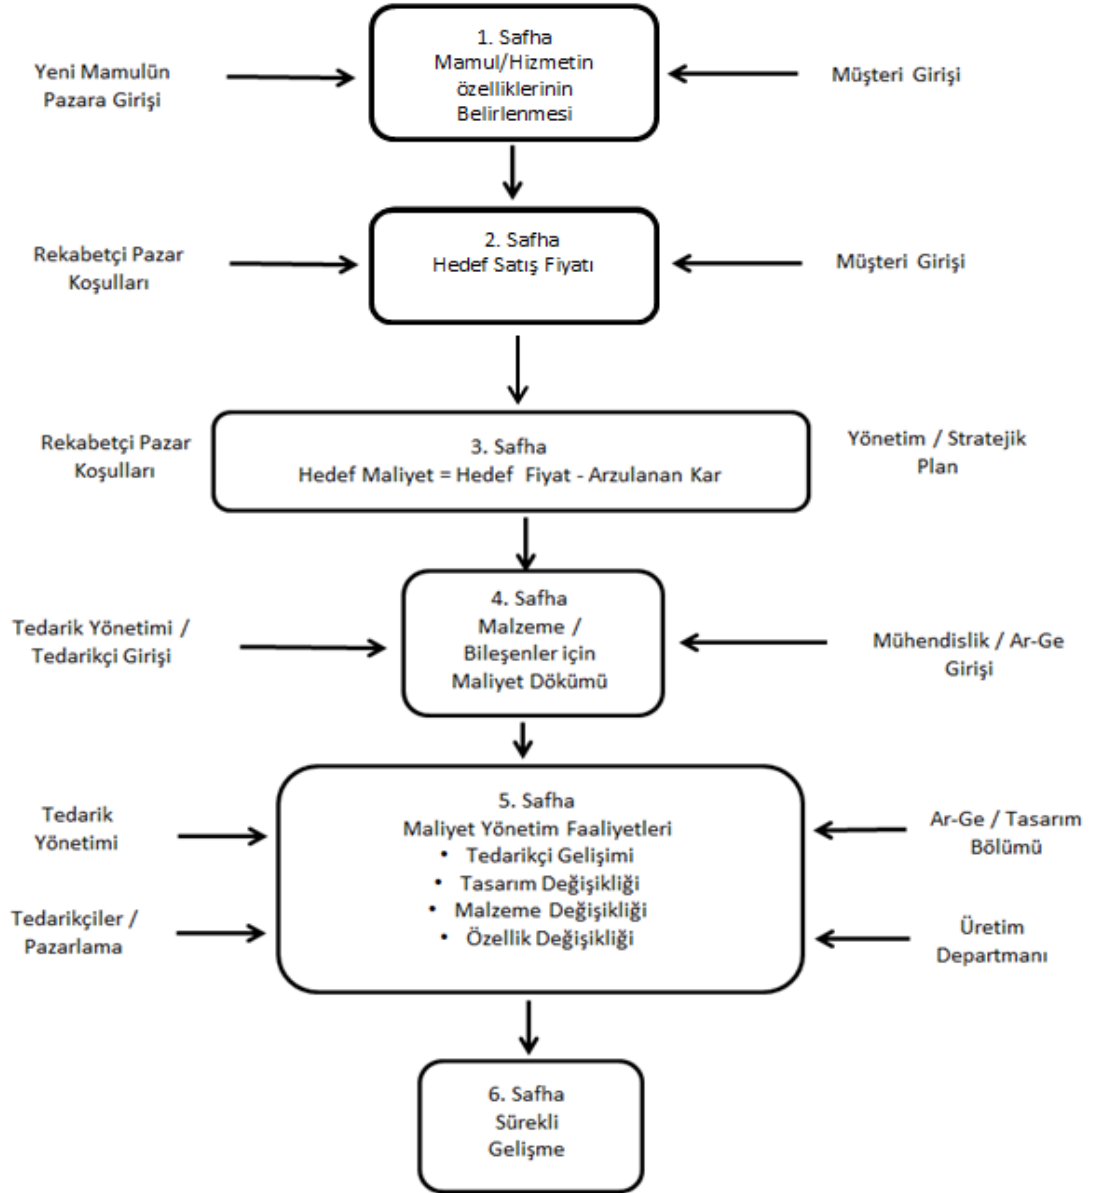 1. Safha
Mamul/Hizmetin
özelliklerinin
Belirlenmesi
Yeni Mamulün
Pazara Girişi
Müşteri Girişi
2. Safha
Hedef Satış Fiyatı
Rekabetçi Pazar
Koşulları
Müşteri Girişi
3. Safha
Hedef Maliyet = Hedef Fiyat - Arzulanan Kar
Rekabetçi Pazar
Koşulları
Yönetim / Stratejik
Plan
4. Safha
Malzeme /
Bileşenler için
Maliyet Dökümü
Tedarik Yönetimi /
Tedarikçi Girişi
Mühendislik / Ar-Ge
Girişi
5. Safha
Maliyet Yönetim Faaliyetleri
• Tedarikçi Gelişimi
• Tasarım Değişikliği
• Malzeme Değişikliği
• Özellik Değişikliği
Tedarik
Yönetimi
Ar-Ge / Tasarım
Bölümü
Tedarikçiler /
Pazarlama
Üretim
Departmanı
6. Safha
Sürekli
Gelişme